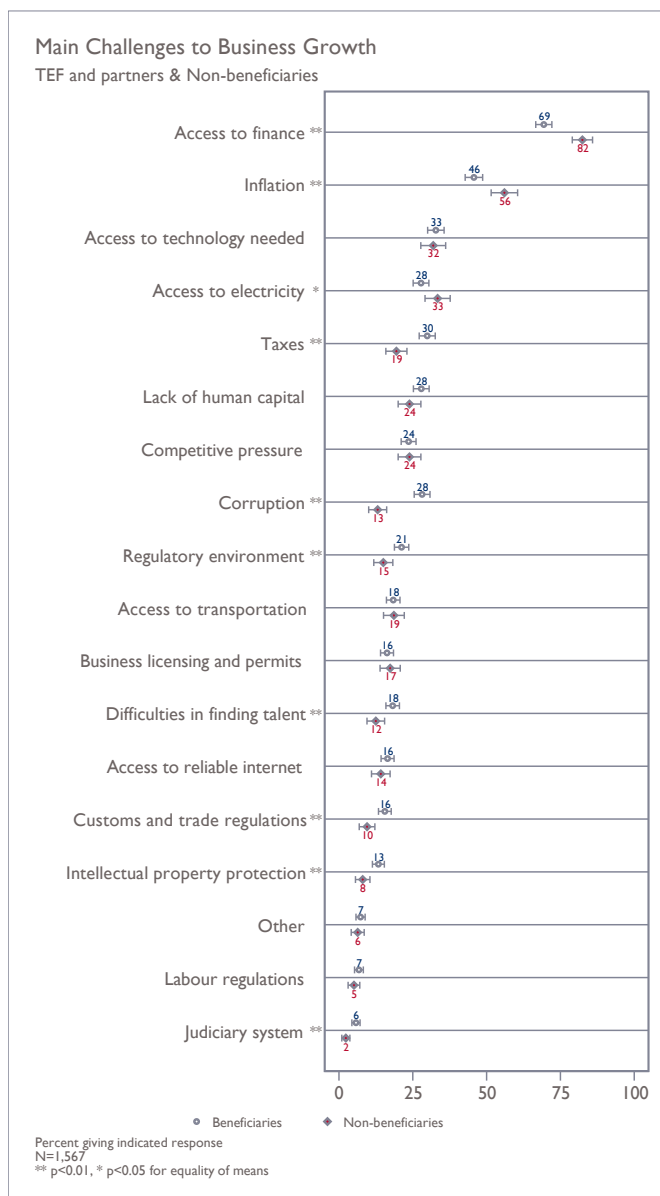 Main Challenges to Business Growth
TEF and partners & Non-beneficiaries
69
Access to finance **
82
46
Inflation **
56
33
Access to technology needed
32
28
Access to electricity *
33
30
Taxes **
19
28
Lack of human capital
24
24
Competitive pressure
24
28
Corruption **
13
21
Regulatory environment **
15
18
Access to transportation
19
16
Business licensing and permits
17
18
Difficulties in finding talent **
12
16
Access to reliable internet
14
16
Customs and trade regulations **
10
13
Intellectual property protection **
8
7
Other
6
7
Labour regulations
5
6
Judiciary system **
2
0 25 50 75 100
Beneficiaries Non-beneficiaries
Percent giving indicated response
N=1,567
** p<0.01, * p<0.05 for equality of means